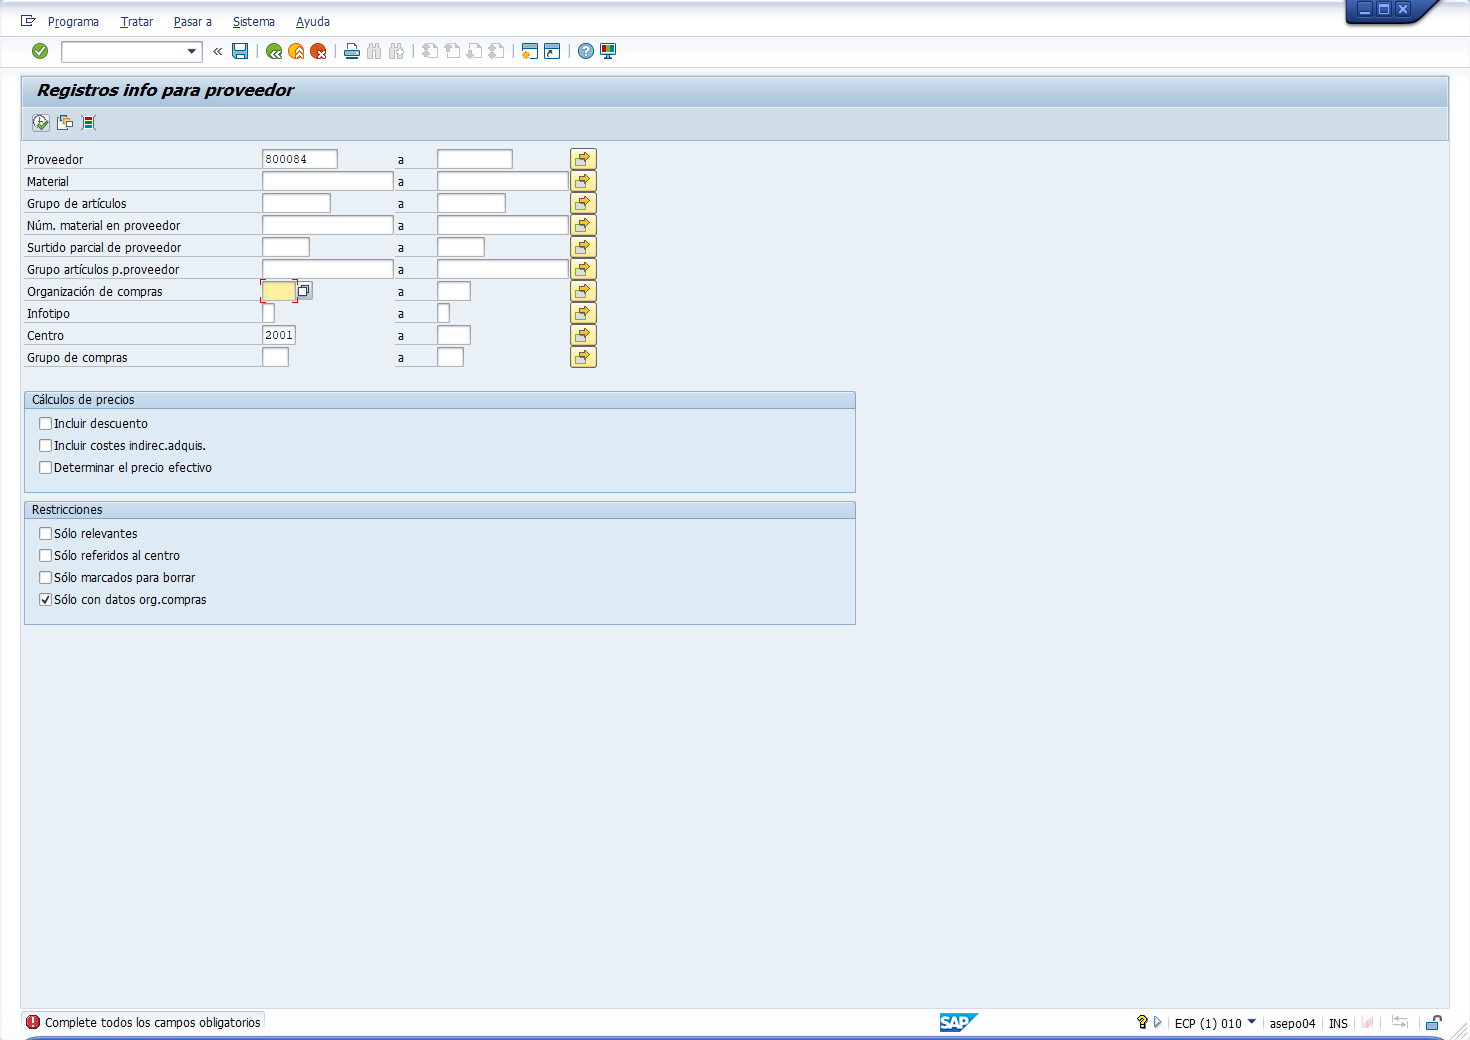 Programa Tratar Pasar a Sistema Ayuda
Registros info para proveedor
Proveedor 800084 a
Material a
Grupo de artículos a
Núm. material en proveedor a
Surtido parcial de proveedor a
Grupo artículos p.proveedor a
Organización de compras a
Infotipo a
Centro 2001 a
Grupo de compras a
Cálculos de precios
Incluir descuento
Incluir costes indirec.adquis.
Determinar el precio efectivo
Restricciones
Sólo relevantes
Sólo referidos al centro
Sólo marcados para borrar
Sólo con datos org.compras
Complete todos los campos obligatorios SAP ECP (1) 010 asepo04 INS